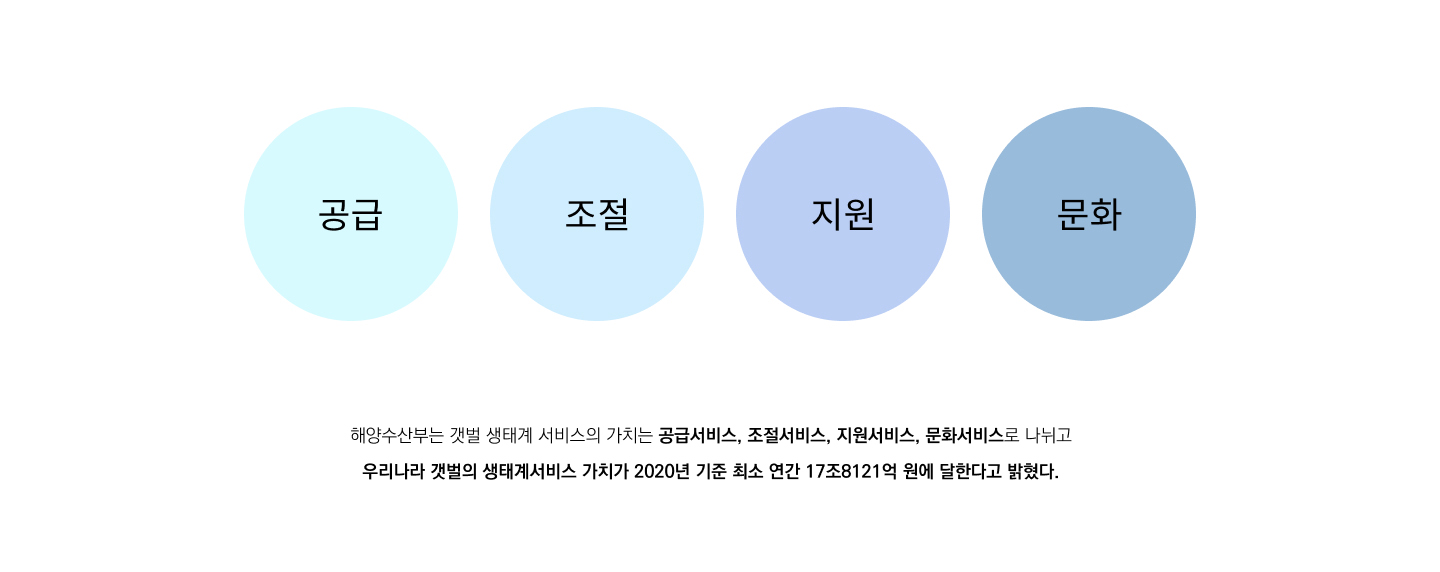 공급 조절 지원 문화
해양수산부는 갯벌 생태계 서비스의 가치는 공급서비스, 조절서비스, 지원서비스, 문화서비스로 나뉘고
우리나라 갯벌의 생태계서비스 가치가 2020년 기준 최소 연간 17조8121억 원에 달한다고 밝혔다.